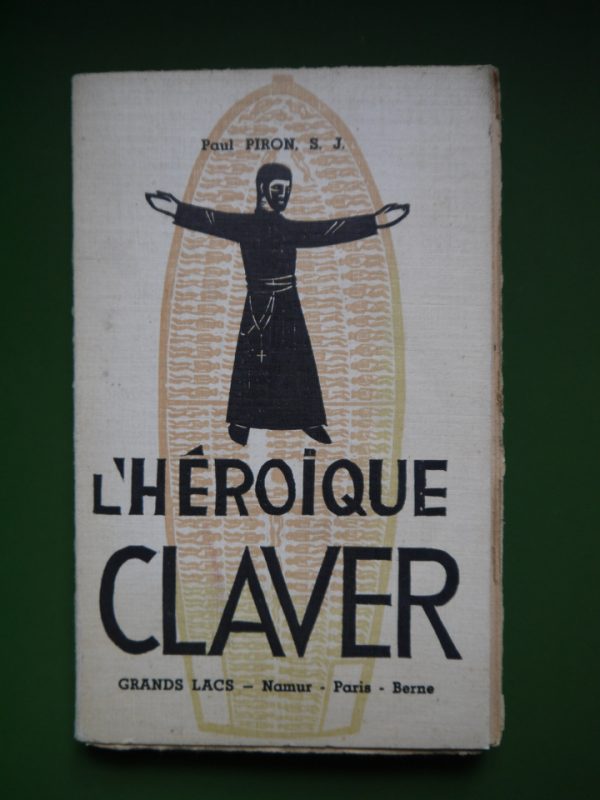 Paul PIRON, S. J.
L'HÉROÏQUE
CLAVER
GRANDS LACS — Namur - Paris - Berne